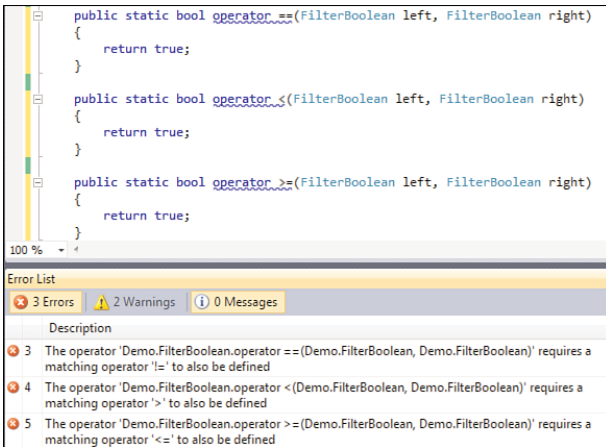 public static bool operator ==(FilterBoolean left, FilterBoolean right)
{
return true;
}
public static bool operator <(FilterBoolean left, FilterBoolean right)
{
return true;
}
public static bool operator >=(FilterBoolean left, FilterBoolean right)
{
return true;
}
100 %
Error List
3 Errors 2 Warnings 0 Messages
Description
3 The operator 'Demo.FilterBoolean.operator ==(Demo.FilterBoolean, Demo.FilterBoolean)' requires a
matching operator '!=' to also be defined
4 The operator 'Demo.FilterBoolean.operator <(Demo.FilterBoolean, Demo.FilterBoolean)' requires a
matching operator '>' to also be defined
5 The operator 'Demo.FilterBoolean.operator >=(Demo.FilterBoolean, Demo.FilterBoolean)' requires a
matching operator '<=' to also be defined